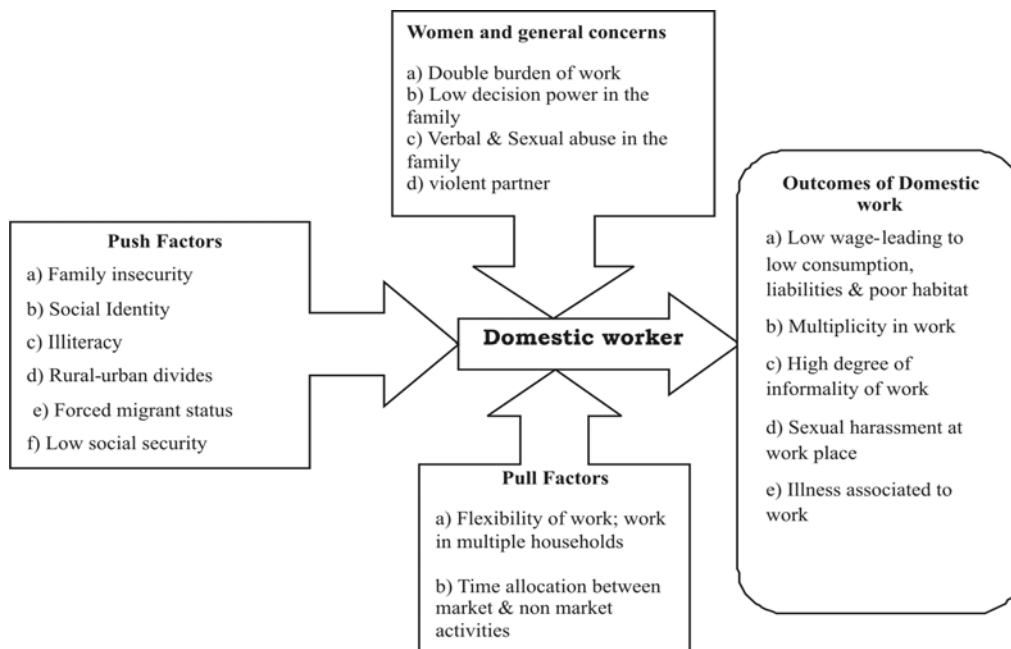 Women and general concerns
a) Double burden of work
b) Low decision power in the
family
c) Verbal & Sexual abuse in the
family
d) violent partner
Push Factors
a) Family insecurity
b) Social Identity
c) Illiteracy
d) Rural-urban divides
e) Forced migrant status
f) Low social security
Domestic worker
Pull Factors
a) Flexibility of work; work
in multiple households
b) Time allocation between
market & non market
activities
Outcomes of Domestic
work
a) Low wage-leading to
low consumption,
liabilities & poor habitat
b) Multiplicity in work
c) High degree of
informality of work
d) Sexual harassment at
work place
e) Illness associated to
work